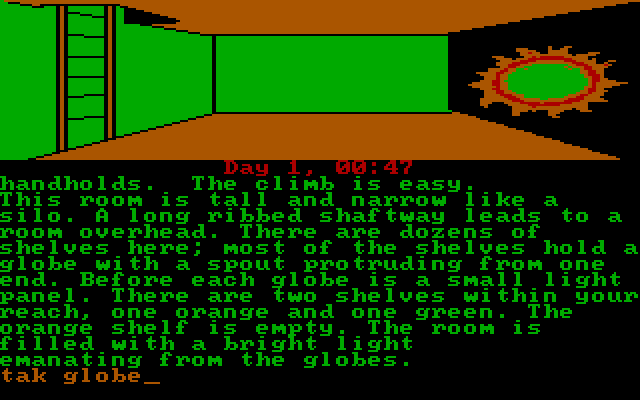 Day 1, 00:47
handholds.  The climb is easy.
This room is tall and narrow like a
silo. A long ribbed shaftway leads to a
room overhead. There are dozens of
shelves here; most of the shelves hold a
globe with a spout protruding from one
end. Before each globe is a small light
panel. There are two shelves within your
reach, one orange and one green. The
orange shelf is empty. The room is
filled with a bright light
emanating from the globes.
tak globe_